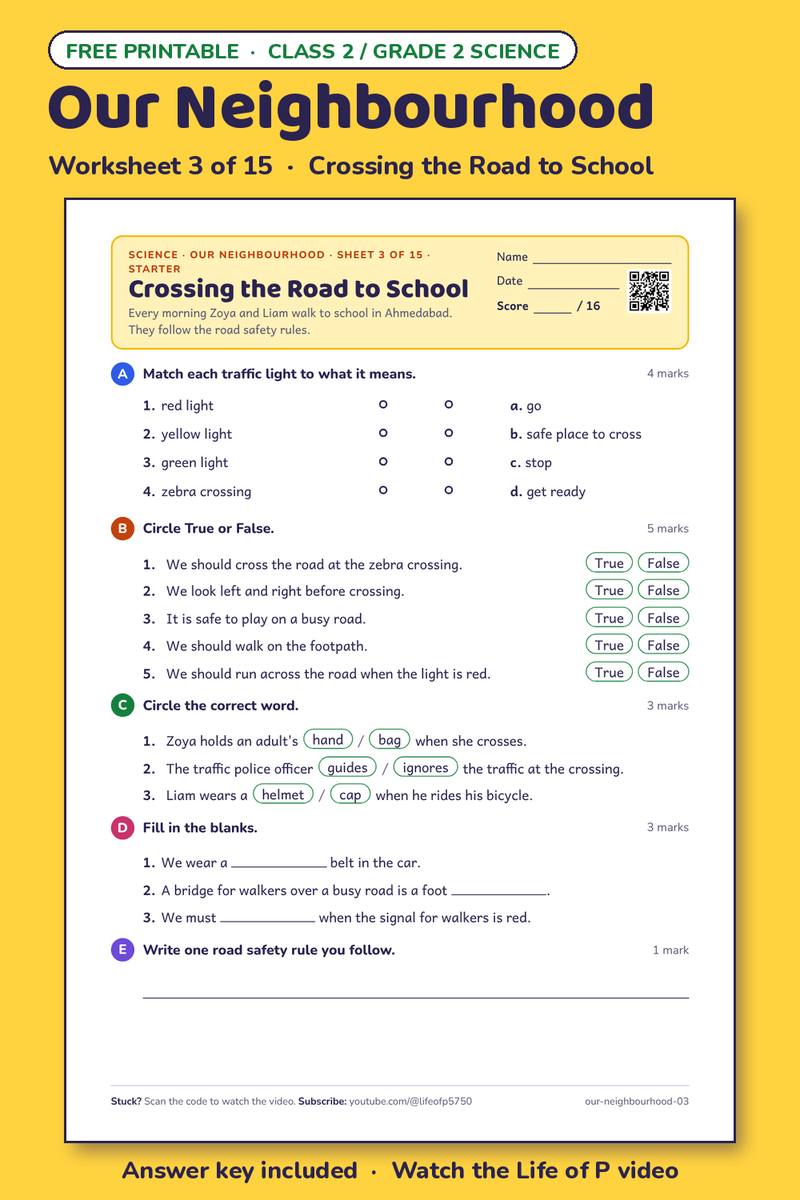 FREE PRINTABLE · CLASS 2 / GRADE 2 SCIENCE
Our Neighbourhood
Worksheet 3 of 15 · Crossing the Road to School
SCIENCE · OUR NEIGHBOURHOOD · SHEET 3 OF 15 ·
STARTER
Crossing the Road to School
Every morning Zoya and Liam walk to school in Ahmedabad.
They follow the road safety rules.
Name
Date
Score / 16
A Match each traffic light to what it means. 4 marks
1. red light a. go
2. yellow light b. safe place to cross
3. green light c. stop
4. zebra crossing d. get ready
B Circle True or False. 5 marks
1. We should cross the road at the zebra crossing. True False
2. We look left and right before crossing. True False
3. It is safe to play on a busy road. True False
4. We should walk on the footpath. True False
5. We should run across the road when the light is red. True False
C Circle the correct word. 3 marks
1. Zoya holds an adult's hand / bag when she crosses.
2. The traffic police officer guides / ignores the traffic at the crossing.
3. Liam wears a helmet / cap when he rides his bicycle.
D Fill in the blanks. 3 marks
1. We wear a ____________ belt in the car.
2. A bridge for walkers over a busy road is a foot ____________.
3. We must ____________ when the signal for walkers is red.
E Write one road safety rule you follow. 1 mark
Stuck? Scan the code to watch the video. Subscribe: youtube.com/@lifeofp5750 our-neighbourhood-03
Answer key included · Watch the Life of P video